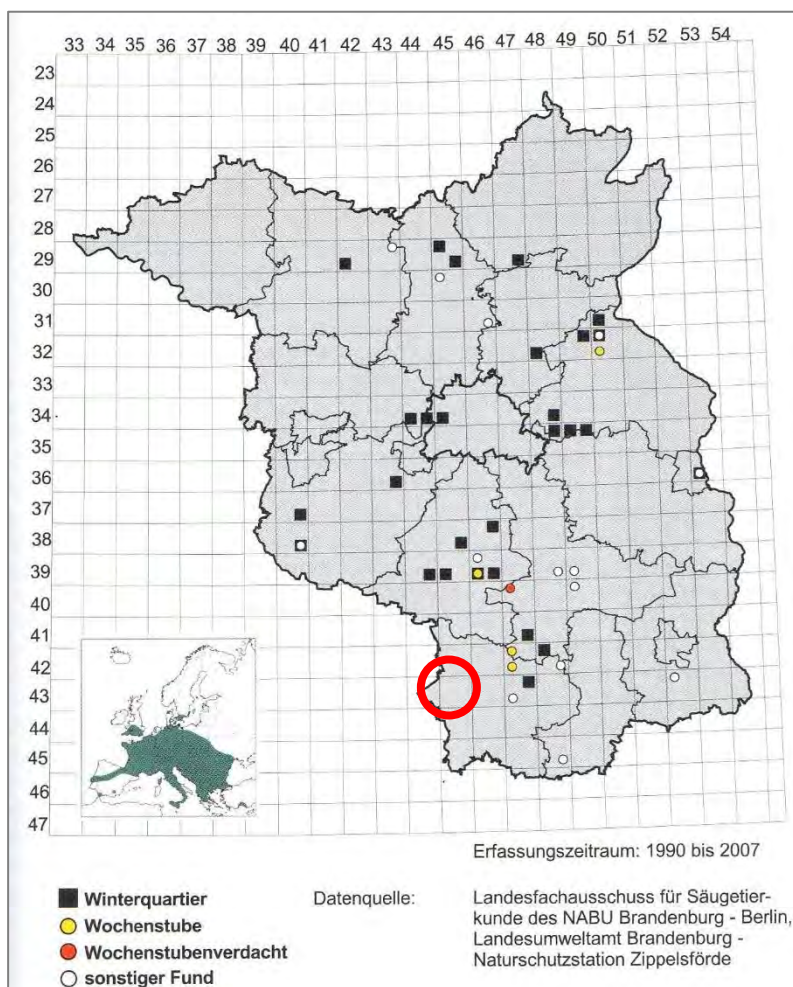 33 34 35 36 37 38 39 40 41 42 43 44 45 46 47 48 49 50 51 52 53 54
23
24
25
26
27
28
29
30
31
32
33
34
35
36
37
38
39
40
41
42
43
44
45
46
47
Erfassungszeitraum: 1990 bis 2007
Winterquartier
Wochenstube
Wochenstubenverdacht
sonstiger Fund
Datenquelle:
Landesfachausschuss für Säugetier-
kunde des NABU Brandenburg - Berlin,
Landesumweltamt Brandenburg -
Naturschutzstation Zippelsförde